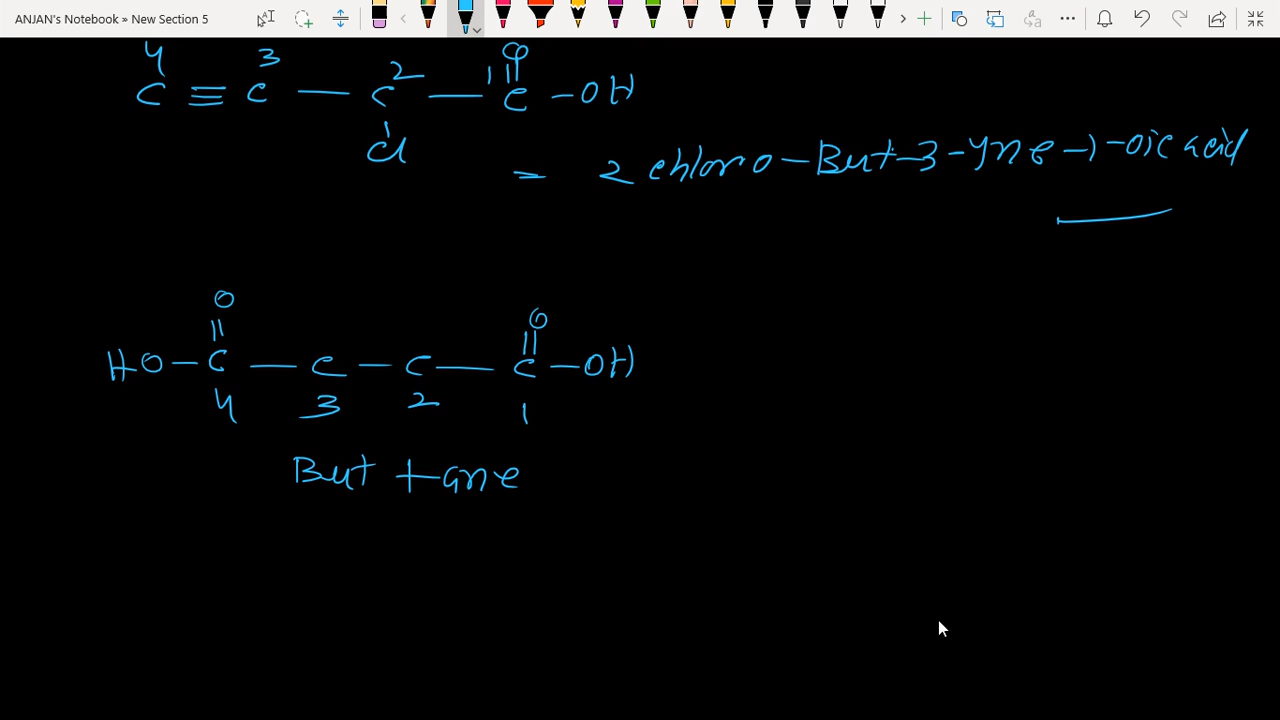 ANJAN's Notebook » New Section 5
4 3 2 1 O
C ≡ C — C — C — OH
Cl
= 2 chloro — But — 3 — yne — 1 — oic acid
O O
HO — C — C — C — C — OH
4 3 2 1
But + ane